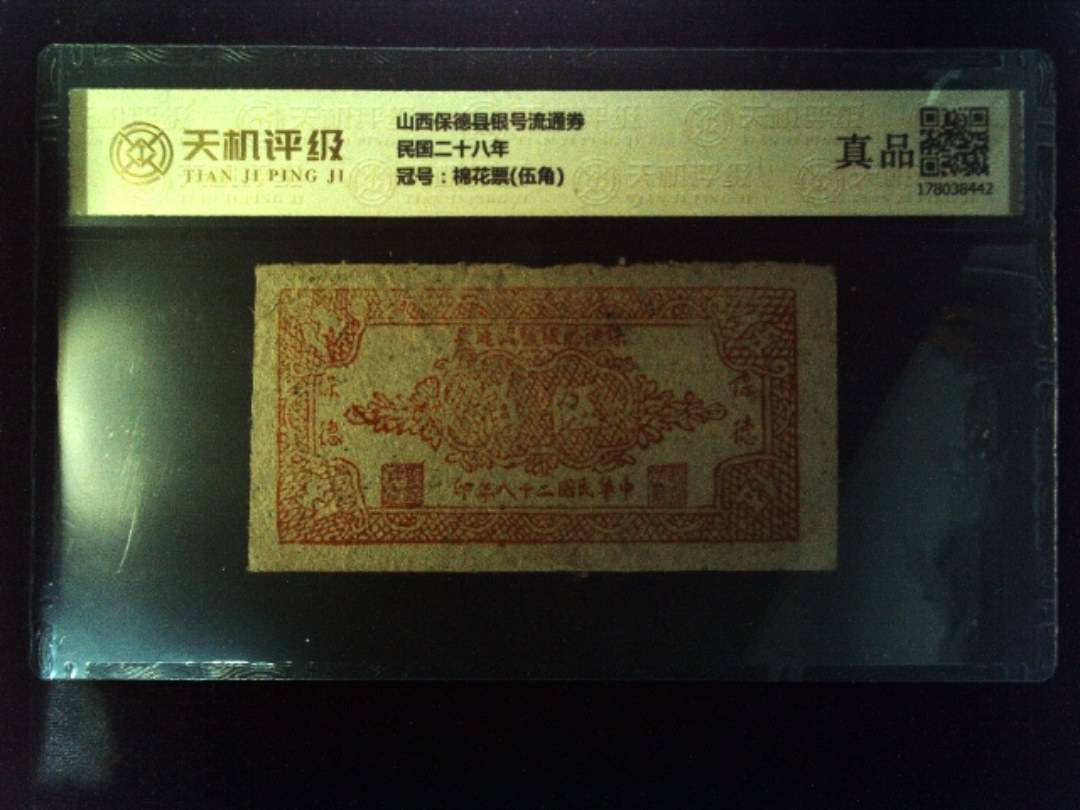 天机评级
TIAN JI PING JI
山西保德县银号流通券
民国二十八年
冠号：棉花票(伍角)
真品
178038442
保德
保德
中華民國二十八年印